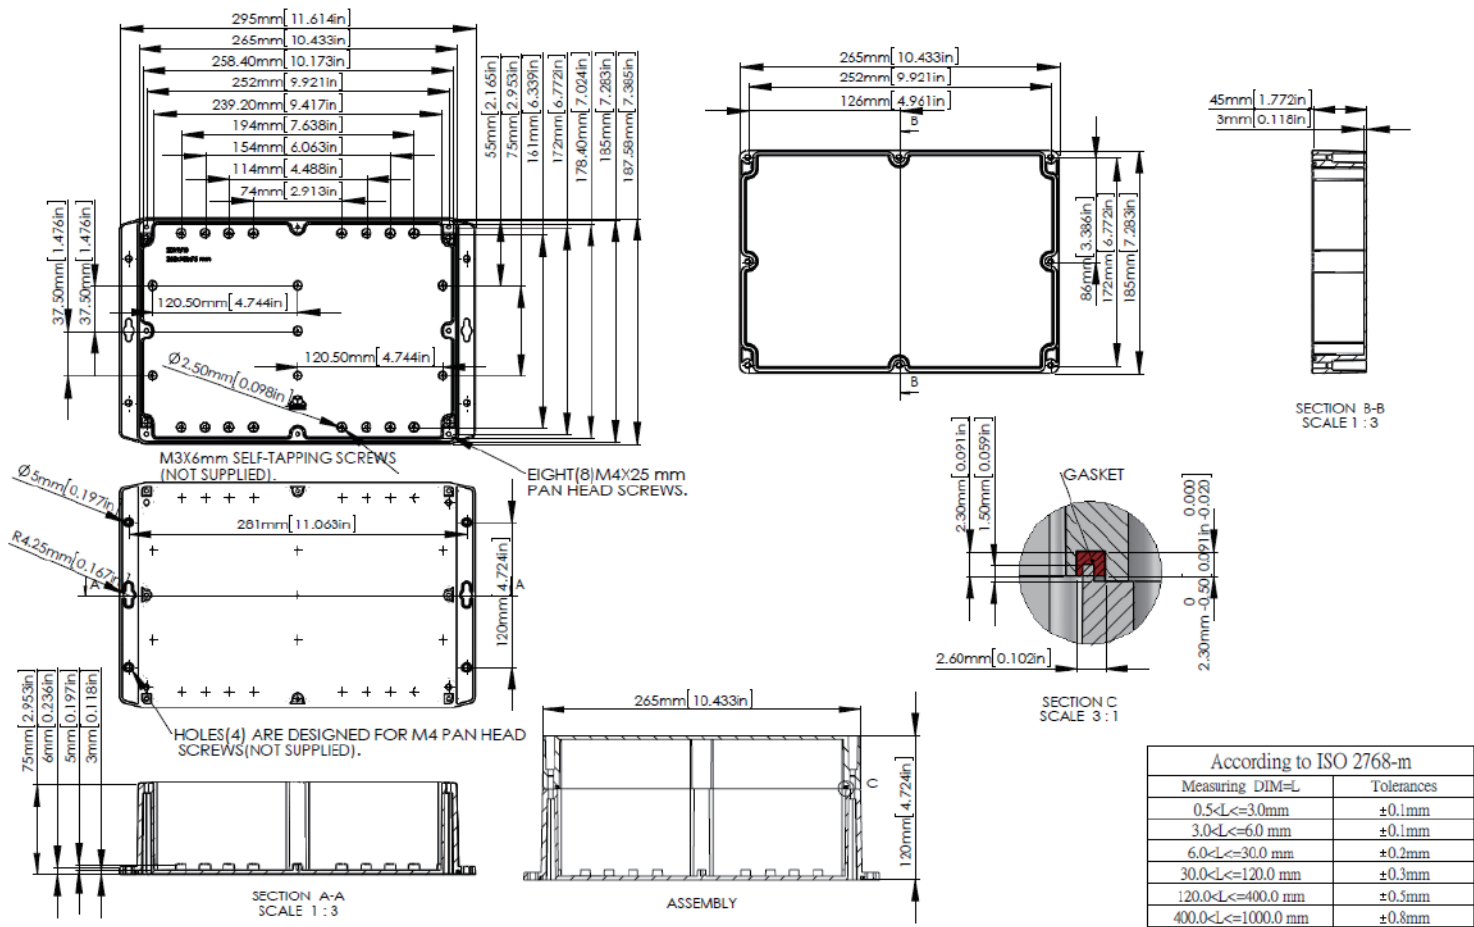 295mm[11.614in]
265mm[10.433in]
258.40mm[10.173in]
252mm[9.921in]
239.20mm[9.417in]
194mm[7.638in]
154mm[6.063in]
114mm[4.488in]
74mm[2.913in]
55mm[2.165in]
75mm[2.953in]
161mm[6.339in]
172mm[6.772in]
178.40mm[7.024in]
185mm[7.283in]
187.58mm[7.385in]
37.50mm[1.476in]
37.50mm[1.476in]
120.50mm[4.744in]
120.50mm[4.744in]
Ø2.50mm[0.098in]
M3X6mm SELF-TAPPING SCREWS
(NOT SUPPLIED).
EIGHT(8)M4X25 mm
PAN HEAD SCREWS.
265mm[10.433in]
252mm[9.921in]
126mm[4.961in]
B
86mm[3.386in]
172mm[6.772in]
185mm[7.283in]
B
45mm[1.772in]
3mm[0.118in]
SECTION B-B
SCALE 1 : 3
Ø5mm[0.197in]
R4.25mm[0.167in]
281mm[11.063in]
A
A
120mm[4.724in]
HOLES(4) ARE DESIGNED FOR M4 PAN HEAD
SCREWS(NOT SUPPLIED).
2.30mm[0.091in]
1.50mm[0.059in]
GASKET
0
2.30mm -0.50
0.000]
0.091in -0.020]
2.60mm[0.102in]
SECTION C
SCALE 3 : 1
75mm[2.953in]
6mm[0.236in]
5mm[0.197in]
3mm[0.118in]
SECTION A-A
SCALE 1 : 3
265mm[10.433in]
C
120mm[4.724in]
ASSEMBLY
According to ISO 2768-m
Measuring DIM=L Tolerances
0.5<L<=3.0mm ±0.1mm
3.0<L<=6.0 mm ±0.1mm
6.0<L<=30.0 mm ±0.2mm
30.0<L<=120.0 mm ±0.3mm
120.0<L<=400.0 mm ±0.5mm
400.0<L<=1000.0 mm ±0.8mm